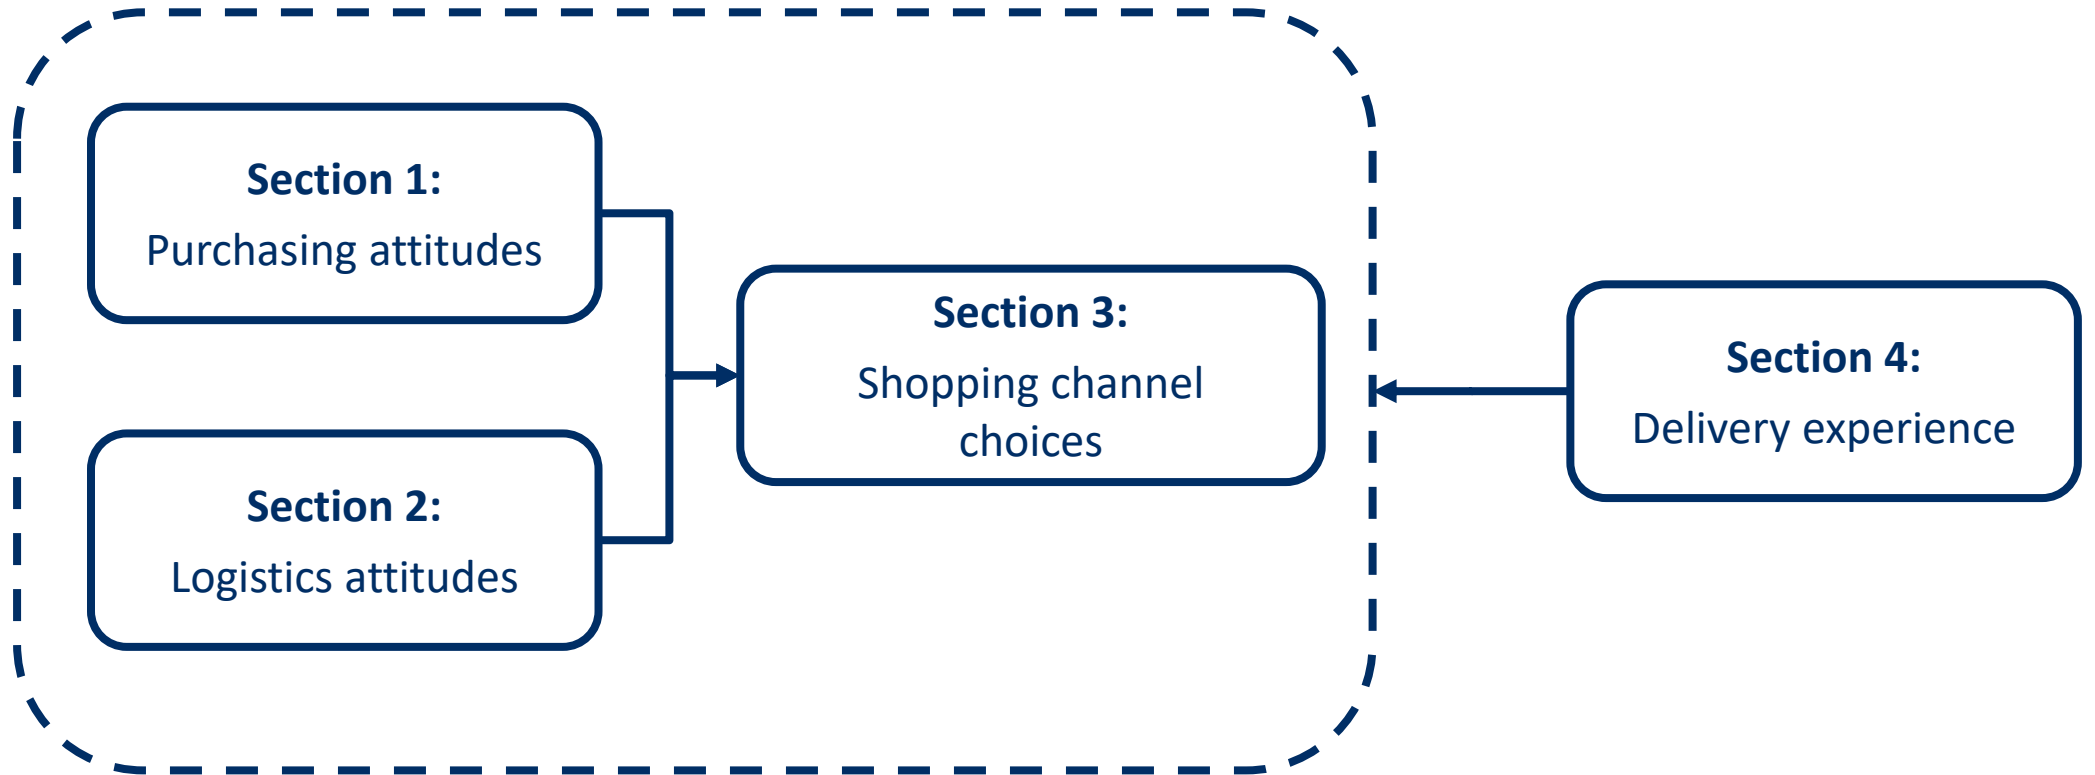 Section 1:
Purchasing attitudes
Section 2:
Logistics attitudes
Section 3:
Shopping channel
choices
Section 4:
Delivery experience